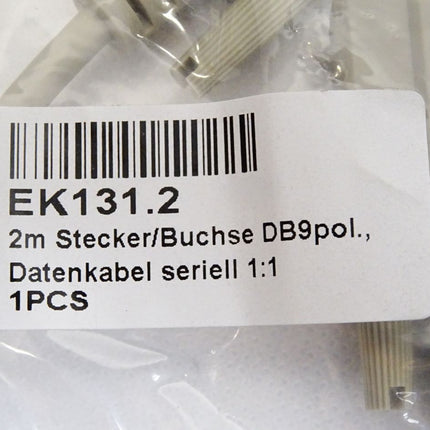 EK131.2
2m Stecker/Buchse DB9pol.,
Datenkabel seriell 1:1
1PCS